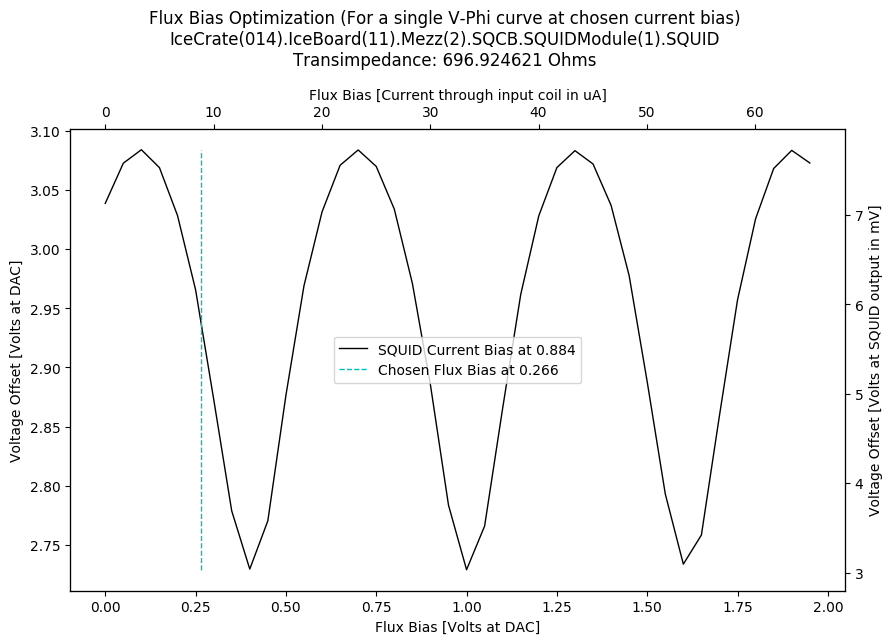 Flux Bias Optimization (For a single V-Phi curve at chosen current bias)
IceCrate(014).IceBoard(11).Mezz(2).SQCB.SQUIDModule(1).SQUID
Transimpedance: 696.924621 Ohms
Flux Bias [Current through input coil in uA]
0 10 20 30 40 50 60
3.10
3.05
3.00
2.95
2.90
2.85
2.80
2.75
Voltage Offset [Volts at DAC]
SQUID Current Bias at 0.884
Chosen Flux Bias at 0.266
7
6
5
4
3
Voltage Offset [Volts at SQUID output in mV]
0.00 0.25 0.50 0.75 1.00 1.25 1.50 1.75 2.00
Flux Bias [Volts at DAC]